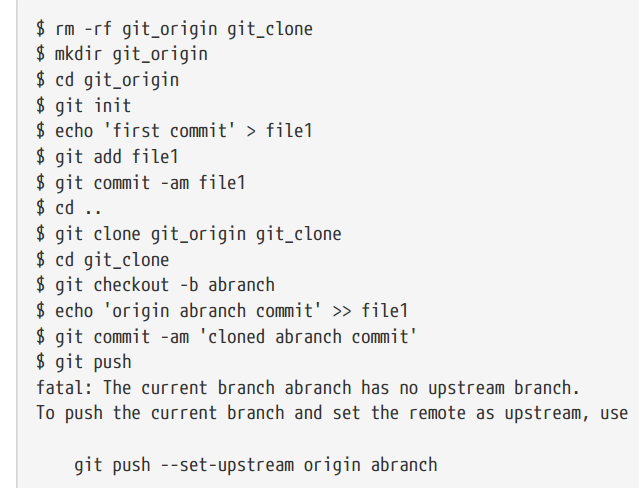 $ rm -rf git_origin git_clone
$ mkdir git_origin
$ cd git_origin
$ git init
$ echo 'first commit' > file1
$ git add file1
$ git commit -am file1
$ cd ..
$ git clone git_origin git_clone
$ cd git_clone
$ git checkout -b abranch
$ echo 'origin abranch commit' >> file1
$ git commit -am 'cloned abranch commit'
$ git push
fatal: The current branch abranch has no upstream branch.
To push the current branch and set the remote as upstream, use
git push --set-upstream origin abranch